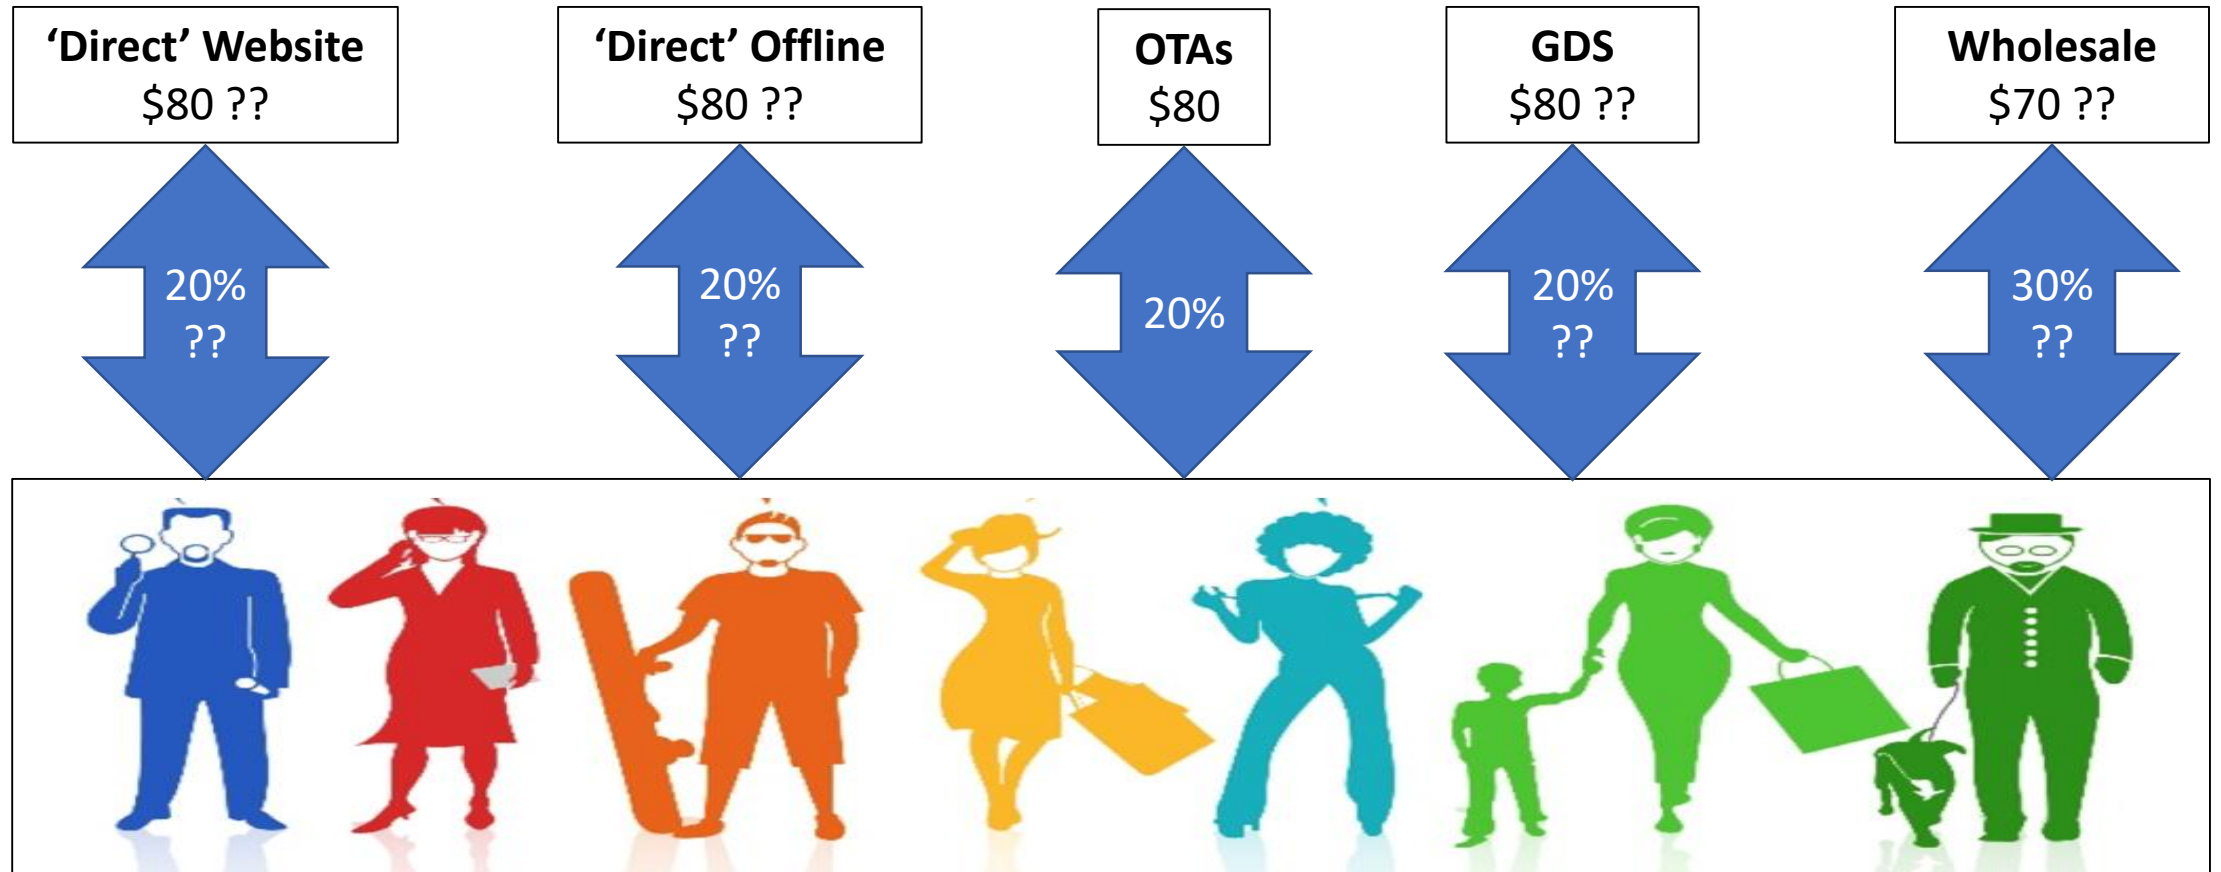 ‘Direct’ Website
$80 ??
‘Direct’ Offline
$80 ??
OTAs
$80
GDS
$80 ??
Wholesale
$70 ??
20%
??
20%
??
20%
20%
??
30%
??